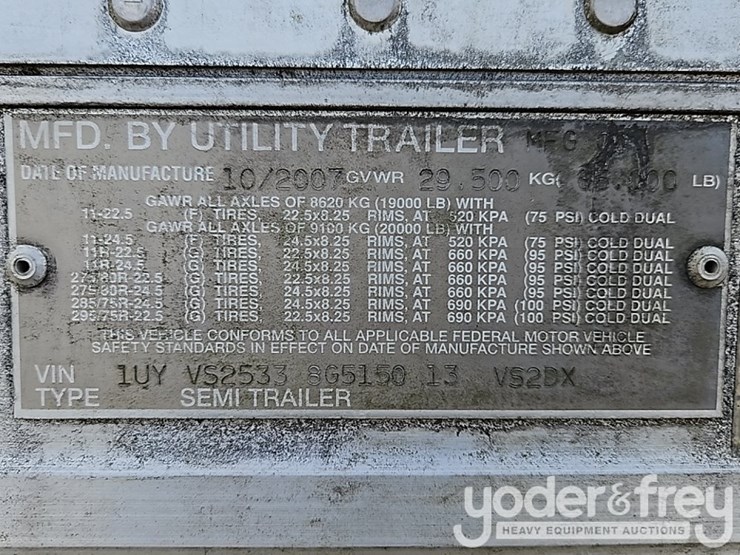 MFD. BY UTILITY TRAILER MFG
DATE OF MANUFACTURE 10/2007 GVWR 29.500 KG( LB)
GAWR ALL AXLES OF 8620 KG (19000 LB) WITH
11-22.5 (F) TIRES, 22.5x8.25 RIMS, AT 520 KPA (75 PSI) COLD DUAL
GAWR ALL AXLES OF 9100 KG (20000 LB) WITH
11-24.5 (F) TIRES, 24.5x8.25 RIMS, AT 520 KPA (75 PSI) COLD DUAL
11R-22.5 (G) TIRES, 22.5x8.25 RIMS, AT 660 KPA (95 PSI) COLD DUAL
11R-24.5 (G) TIRES, 24.5x8.25 RIMS, AT 660 KPA (95 PSI) COLD DUAL
275/80R-22.5 (G) TIRES, 22.5x8.25 RIMS, AT 660 KPA (95 PSI) COLD DUAL
275/80R-24.5 (G) TIRES, 24.5x8.25 RIMS, AT 660 KPA (95 PSI) COLD DUAL
285/75R-24.5 (G) TIRES, 24.5x8.25 RIMS, AT 690 KPA (100 PSI) COLD DUAL
295/75R-22.5 (G) TIRES, 22.5x8.25 RIMS, AT 690 KPA (100 PSI) COLD DUAL
THIS VEHICLE CONFORMS TO ALL APPLICABLE FEDERAL MOTOR VEHICLE
SAFETY STANDARDS IN EFFECT ON DATE OF MANUFACTURE SHOWN ABOVE
VIN 1UY VS2533 8G5150 13 VS2DX
TYPE SEMI TRAILER
yoder&frey
HEAVY EQUIPMENT AUCTIONS